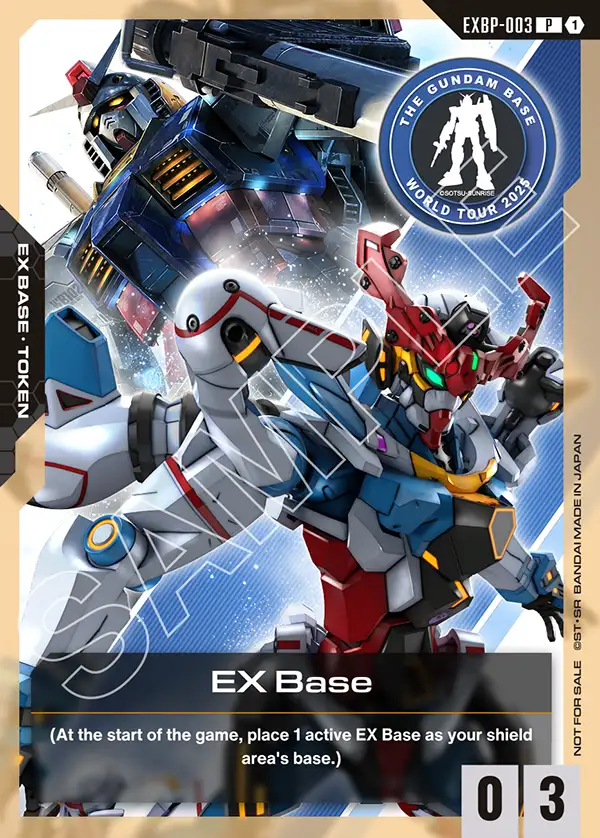 EXBP-003 P 1
THE GUNDAM BASE
©SOTSU·SUNRISE
WORLD TOUR 2025
EX BASE · TOKEN
SAMPLE
EX Base
(At the start of the game, place 1 active EX Base as your shield
area's base.)
0 3
NOT FOR SALE ©ST·SR BANDAI MADE IN JAPAN